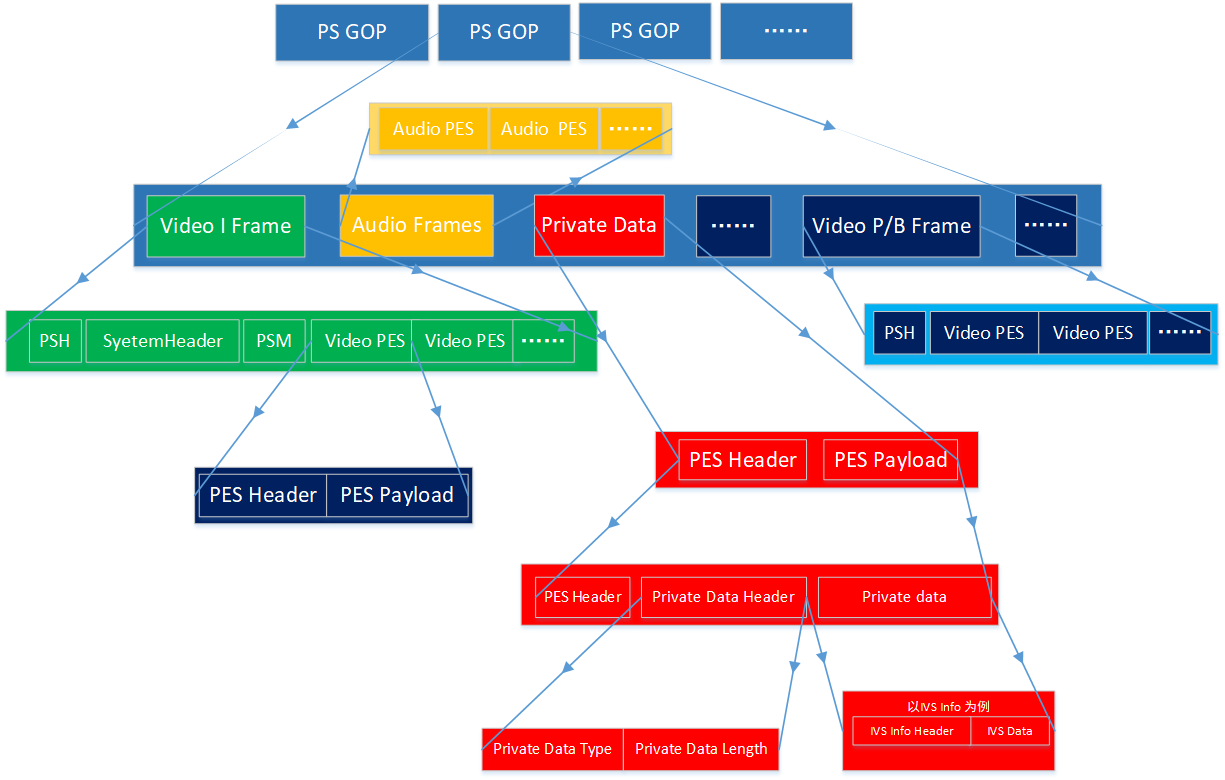 PS GOP
PS GOP
PS GOP
······
Audio PES
Audio PES
······
Video I Frame
Audio Frames
Private Data
······
Video P/B Frame
······
PSH
SyetemHeader
PSM
Video PES
Video PES
······
PSH
Video PES
Video PES
······
PES Header
PES Payload
PES Header
PES Payload
PES Header
Private Data Header
Private data
Private Data Type
Private Data Length
以IVS Info 为例
IVS Info Header
IVS Data